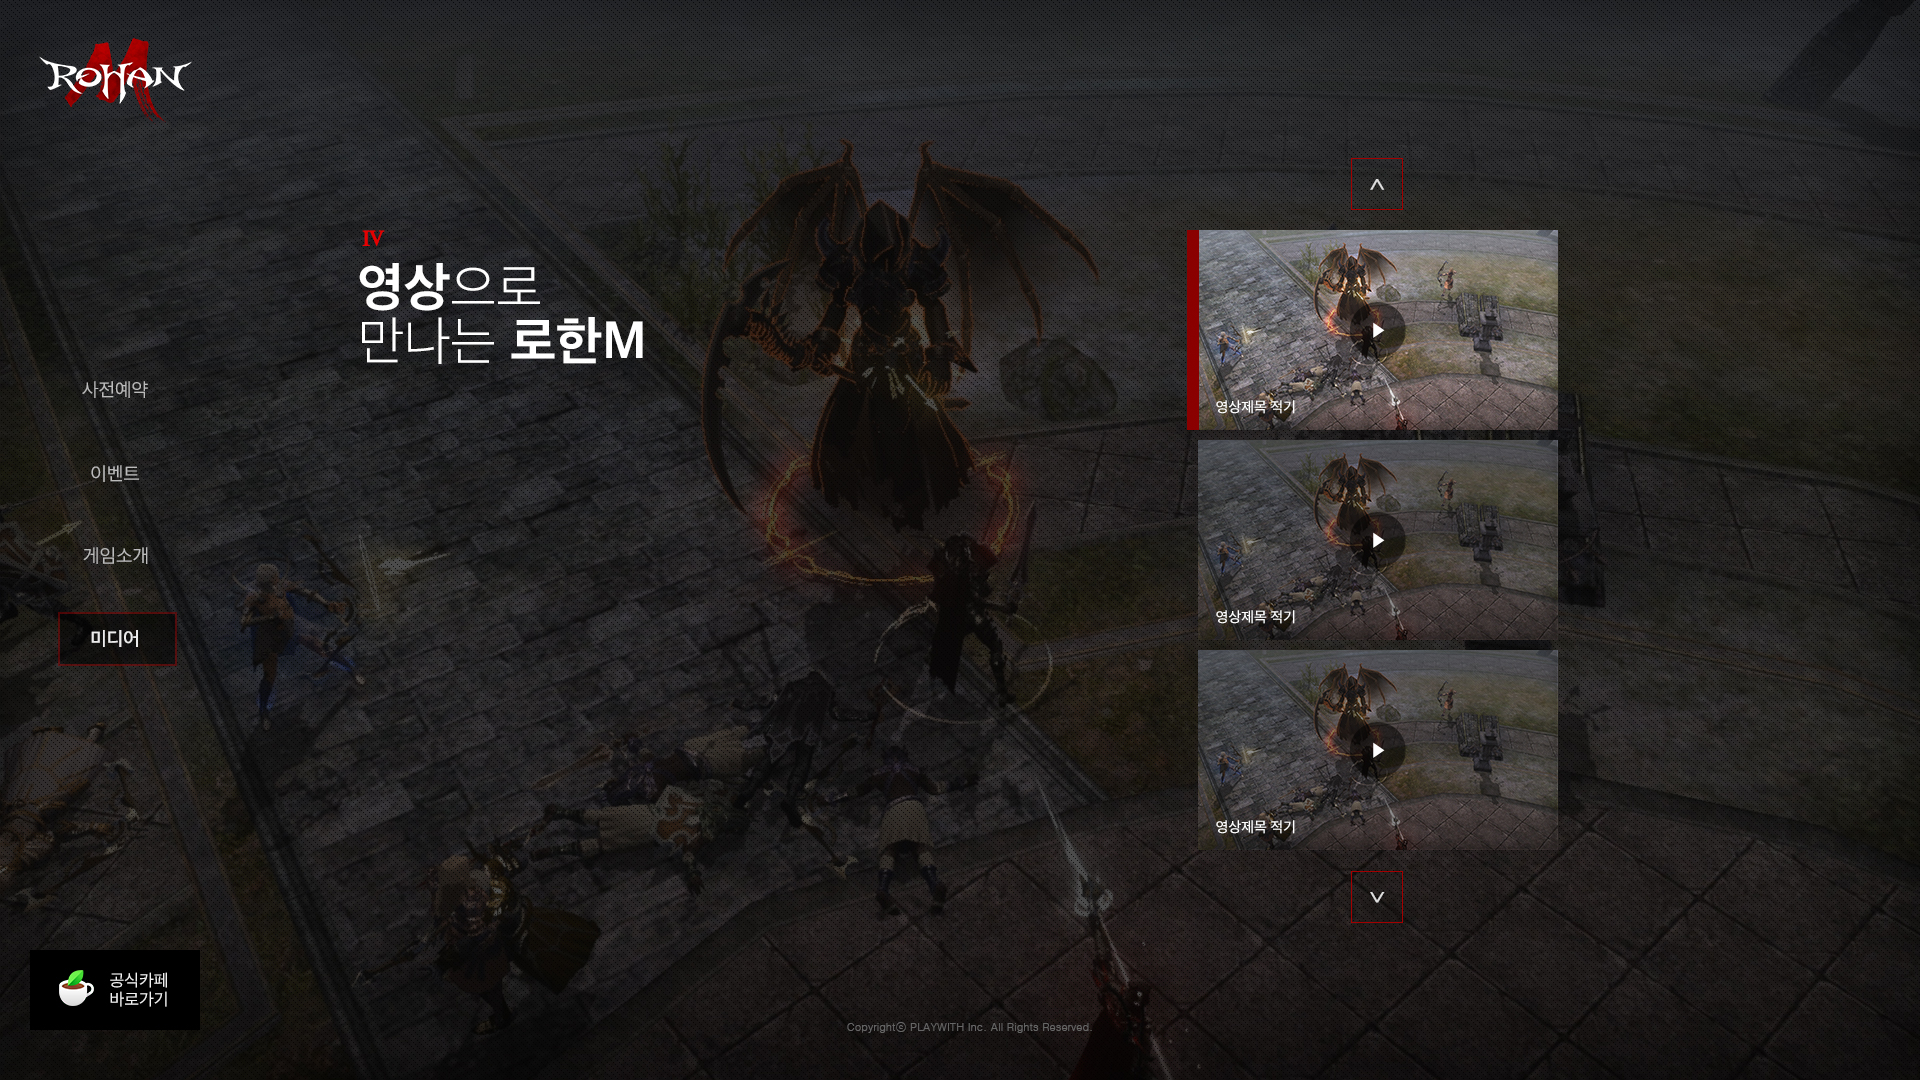 ROHAN M
IV
영상으로
만나는 로한M
사전예약
이벤트
게임소개
미디어
영상제목 적기
영상제목 적기
영상제목 적기
공식카페
바로가기
Copyrightⓒ PLAYWITH Inc. All Rights Reserved.